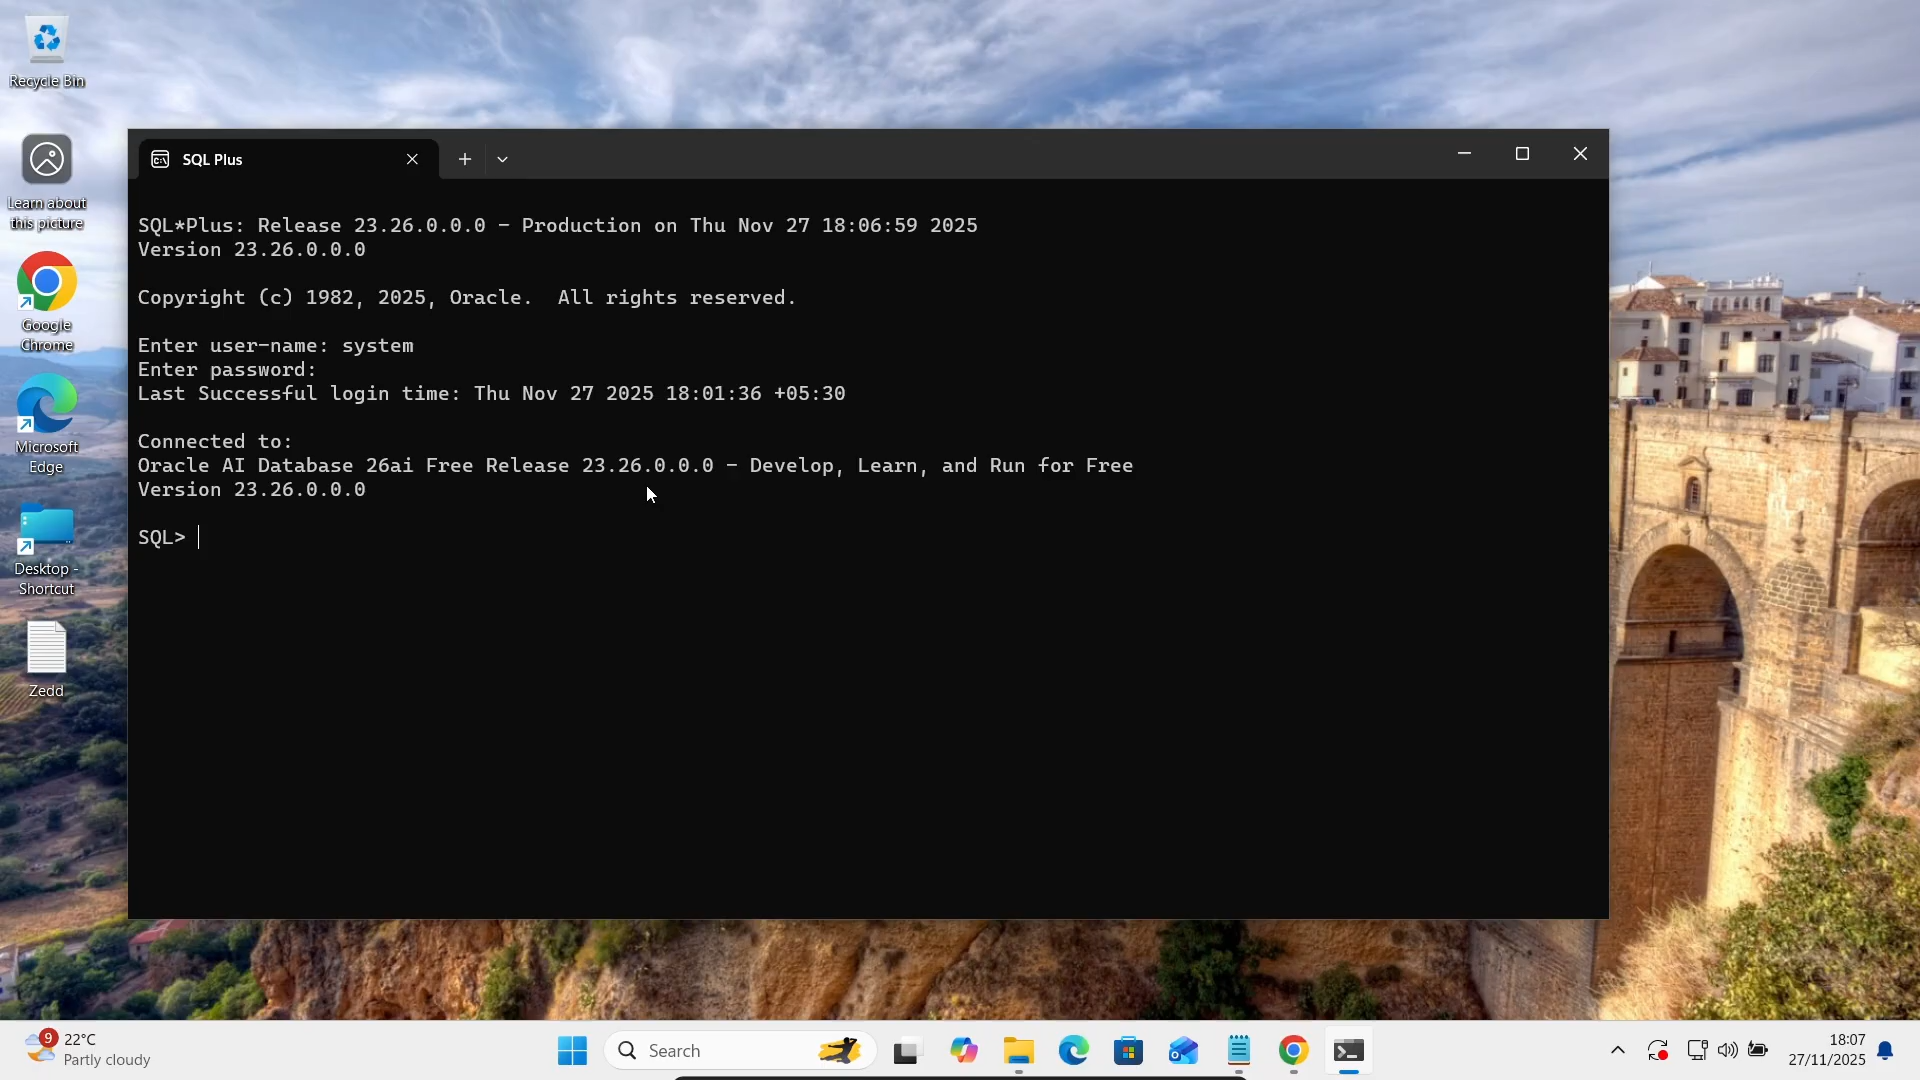 Recycle Bin
Learn about
this picture
Google
Chrome
Microsoft
Edge
Desktop -
Shortcut
Zedd
SQL Plus
SQL*Plus: Release 23.26.0.0.0 - Production on Thu Nov 27 18:06:59 2025
Version 23.26.0.0.0
Copyright (c) 1982, 2025, Oracle.  All rights reserved.
Enter user-name: system
Enter password:
Last Successful login time: Thu Nov 27 2025 18:01:36 +05:30
Connected to:
Oracle AI Database 26ai Free Release 23.26.0.0.0 - Develop, Learn, and Run for Free
Version 23.26.0.0.0
SQL>
9
22°C
Partly cloudy
Search
18:07
27/11/2025